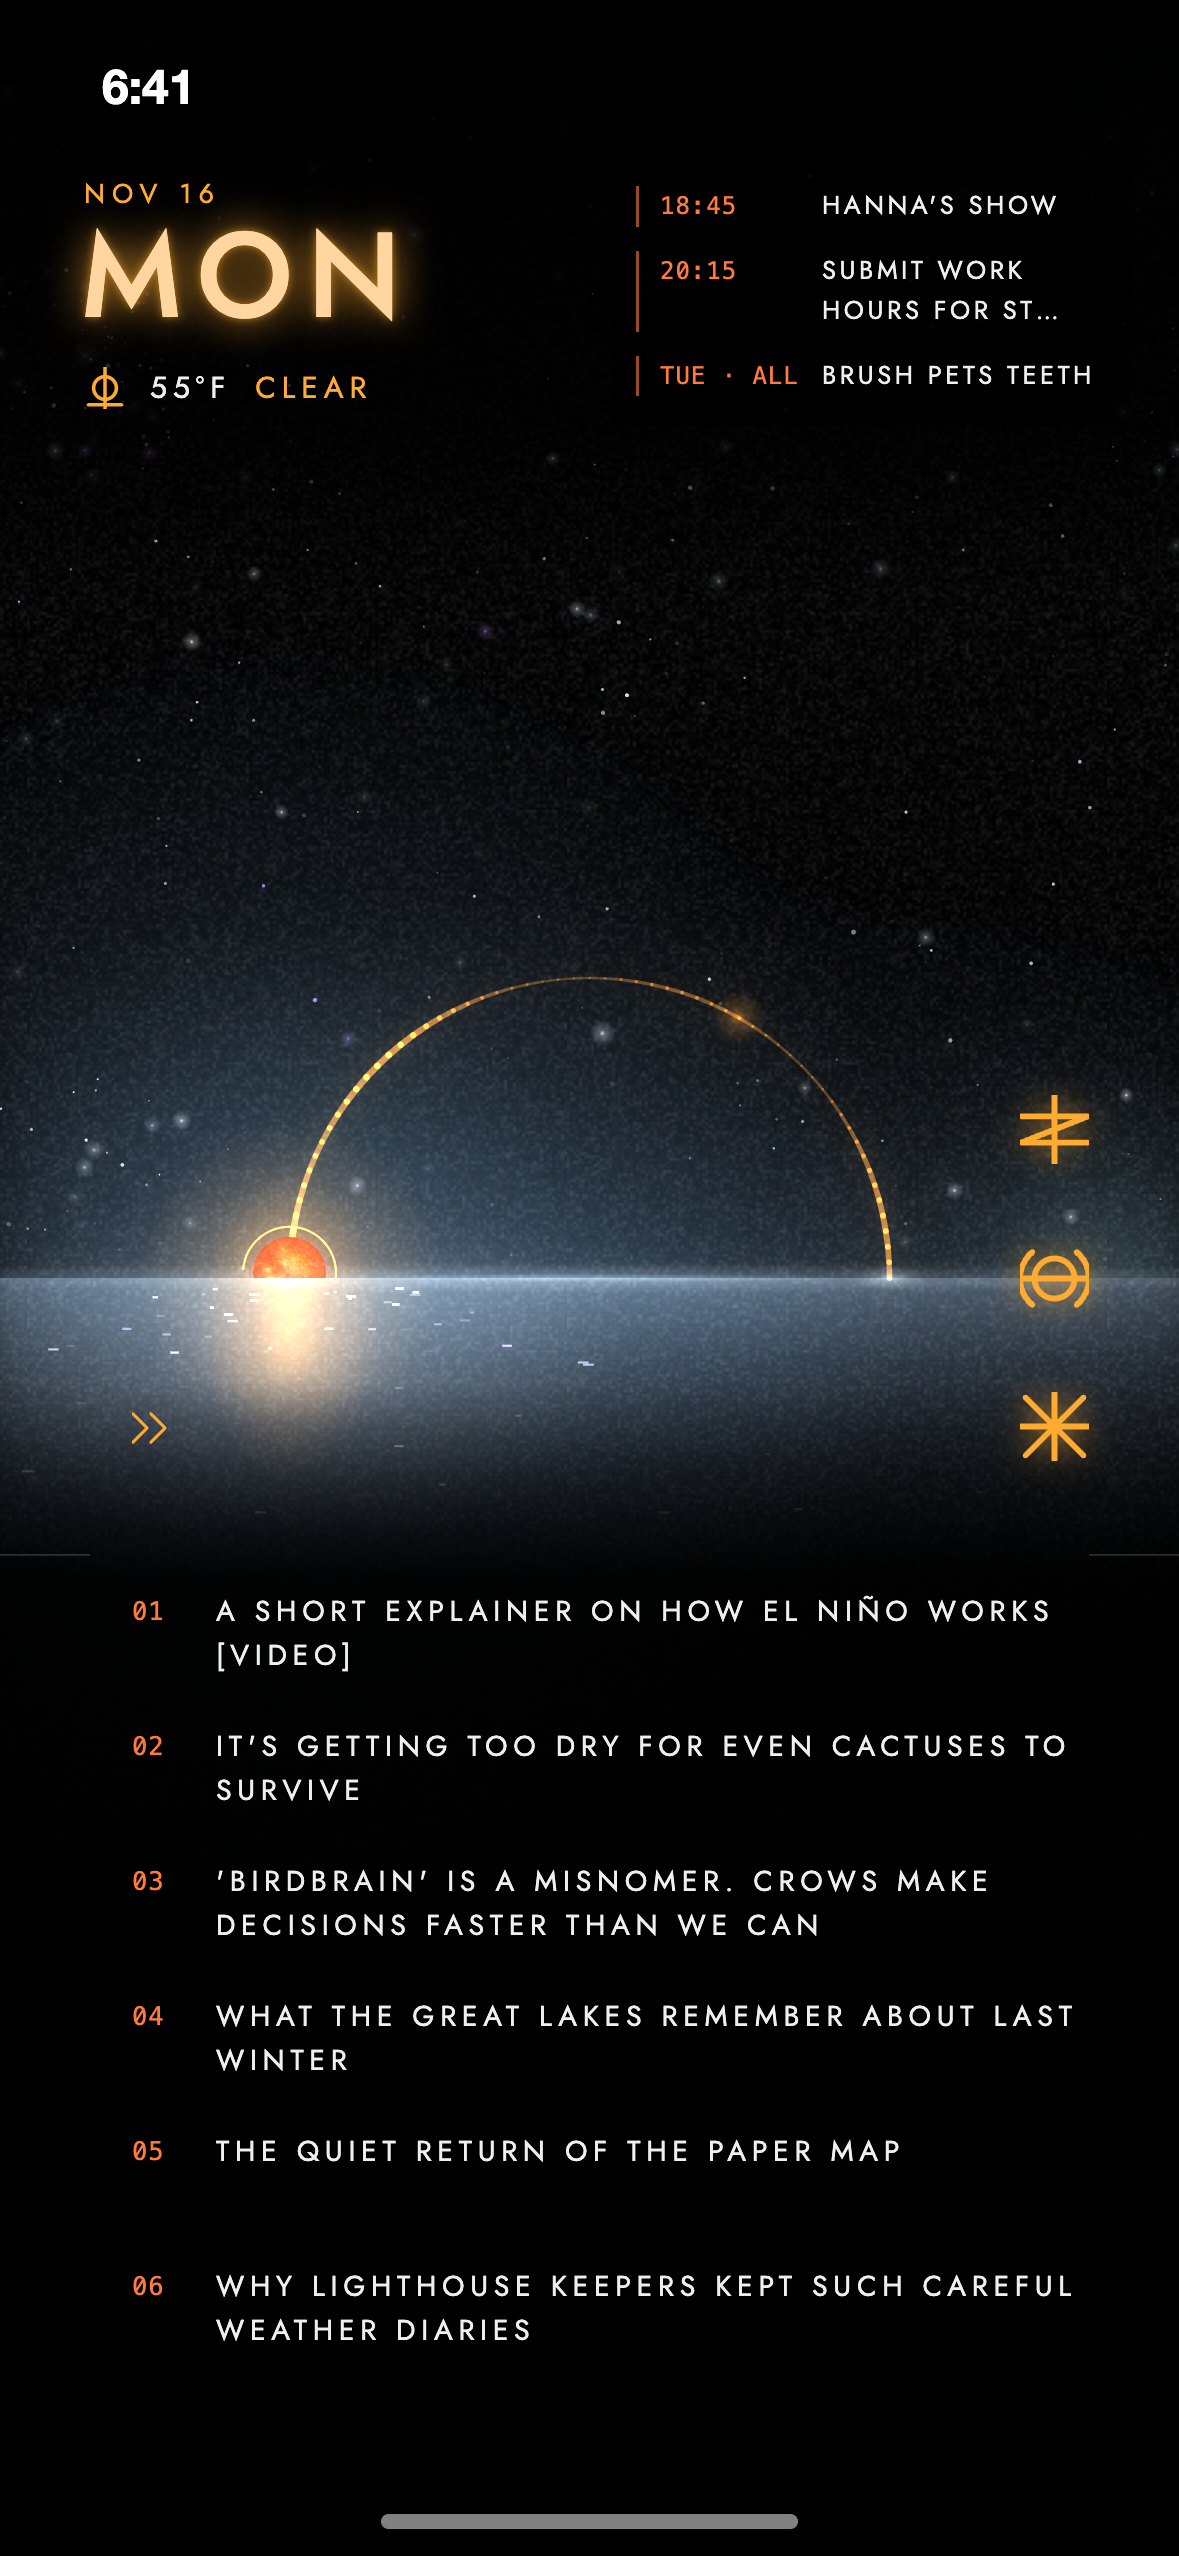 6:41
NOV 16
MON
55°F CLEAR
18:45 HANNA'S SHOW
20:15 SUBMIT WORK
HOURS FOR ST...
TUE · ALL BRUSH PETS TEETH
01 A SHORT EXPLAINER ON HOW EL NIÑO WORKS
[VIDEO]
02 IT'S GETTING TOO DRY FOR EVEN CACTUSES TO
SURVIVE
03 'BIRDBRAIN' IS A MISNOMER. CROWS MAKE
DECISIONS FASTER THAN WE CAN
04 WHAT THE GREAT LAKES REMEMBER ABOUT LAST
WINTER
05 THE QUIET RETURN OF THE PAPER MAP
06 WHY LIGHTHOUSE KEEPERS KEPT SUCH CAREFUL
WEATHER DIARIES